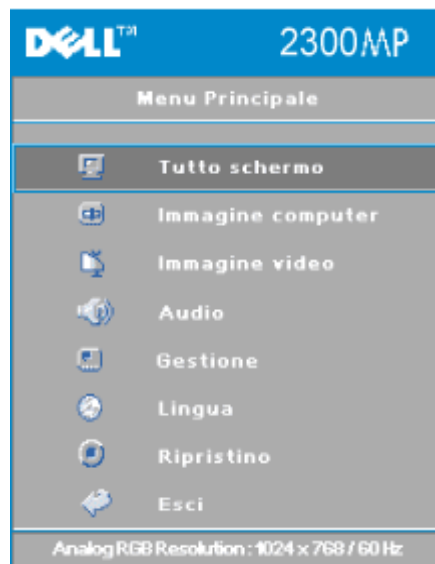 DELL™ 2300MP
Menu Principale
Tutto schermo
Immagine computer
Immagine video
Audio
Gestione
Lingua
Ripristino
Esci
Analog RGB Resolution : 1024 x 768 / 60 Hz